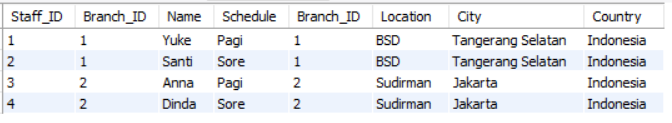 Staff_ID Branch_ID Name Schedule Branch_ID Location City Country
1 1 Yuke Pagi 1 BSD Tangerang Selatan Indonesia
2 1 Santi Sore 1 BSD Tangerang Selatan Indonesia
3 2 Anna Pagi 2 Sudirman Jakarta Indonesia
4 2 Dinda Sore 2 Sudirman Jakarta Indonesia